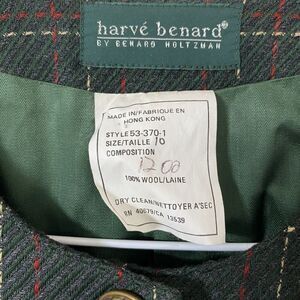 harvé benard®
BY BENARD HOLTZMAN
MADE IN/FABRIQUE EN
HONG KONG
STYLE 53-370-1
SIZE/TAILLE 10
COMPOSITION
12 00
100% WOOL/LAINE
DRY CLEAN/NETTOYER A'SEC
RN 40679/CA 13539